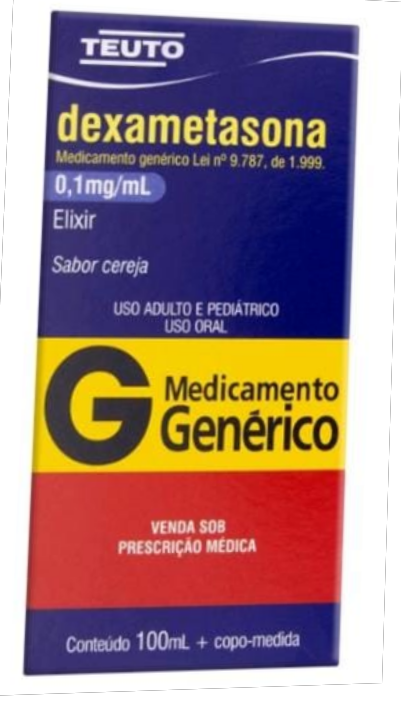 TEUTO
dexametasona
Medicamento genérico Lei nº 9.787, de 1.999.
0,1mg/mL
Elixir
Sabor cereja
USO ADULTO E PEDIÁTRICO
USO ORAL
G Medicamento
Genérico
VENDA SOB
PRESCRIÇÃO MÉDICA
Conteúdo 100mL + copo-medida